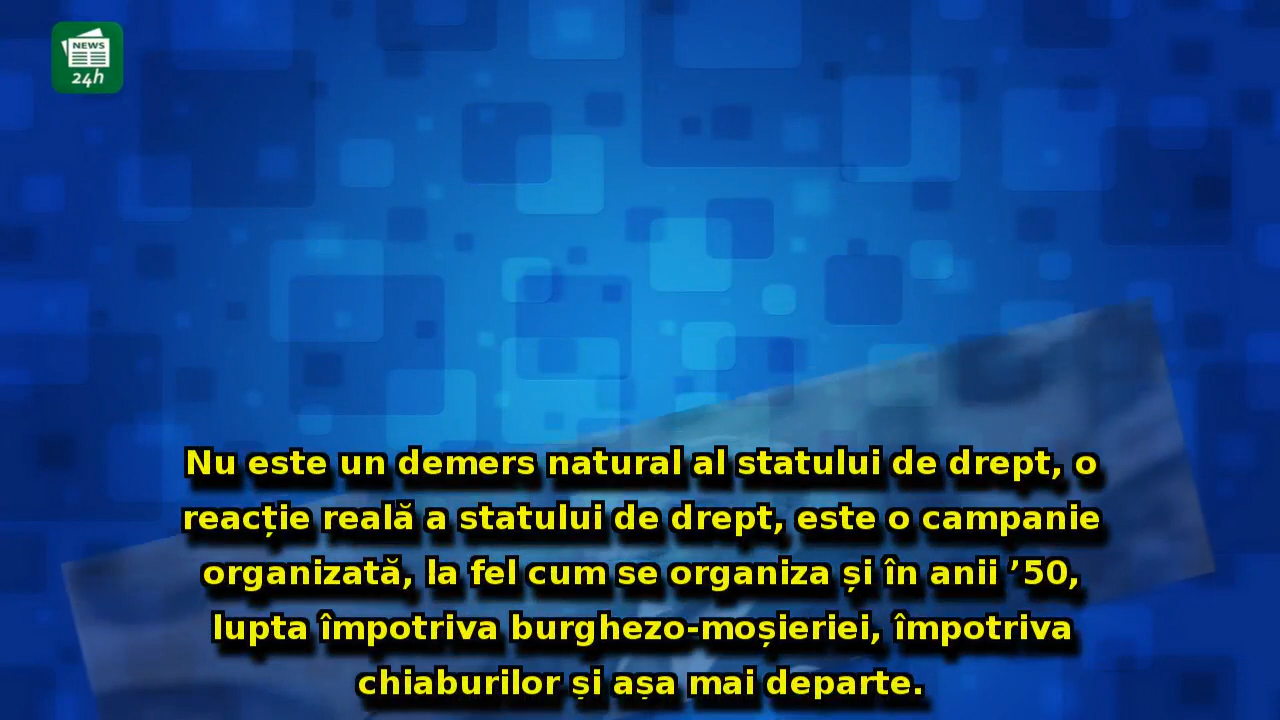 NEWS
24h
Nu este un demers natural al statului de drept, o
reacție reală a statului de drept, este o campanie
organizată, la fel cum se organiza și în anii ’50,
lupta împotriva burghezo-moșieriei, împotriva
chiaburilor și așa mai departe.